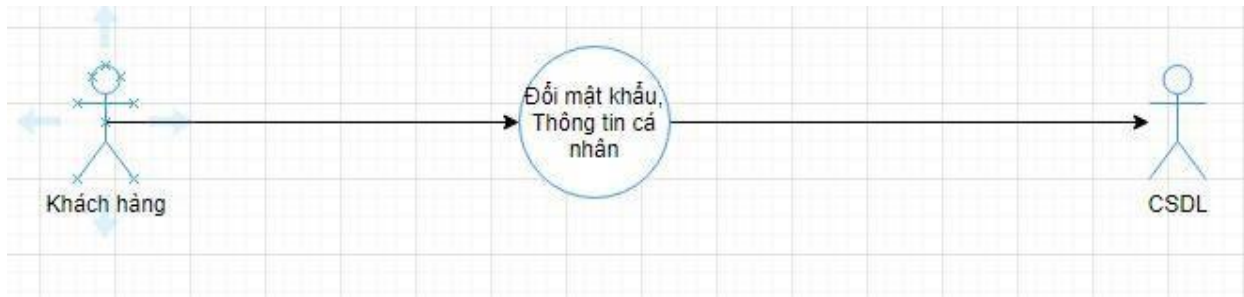 Đổi mật khẩu,
Thông tin cá
nhân
Khách hàng
CSDL